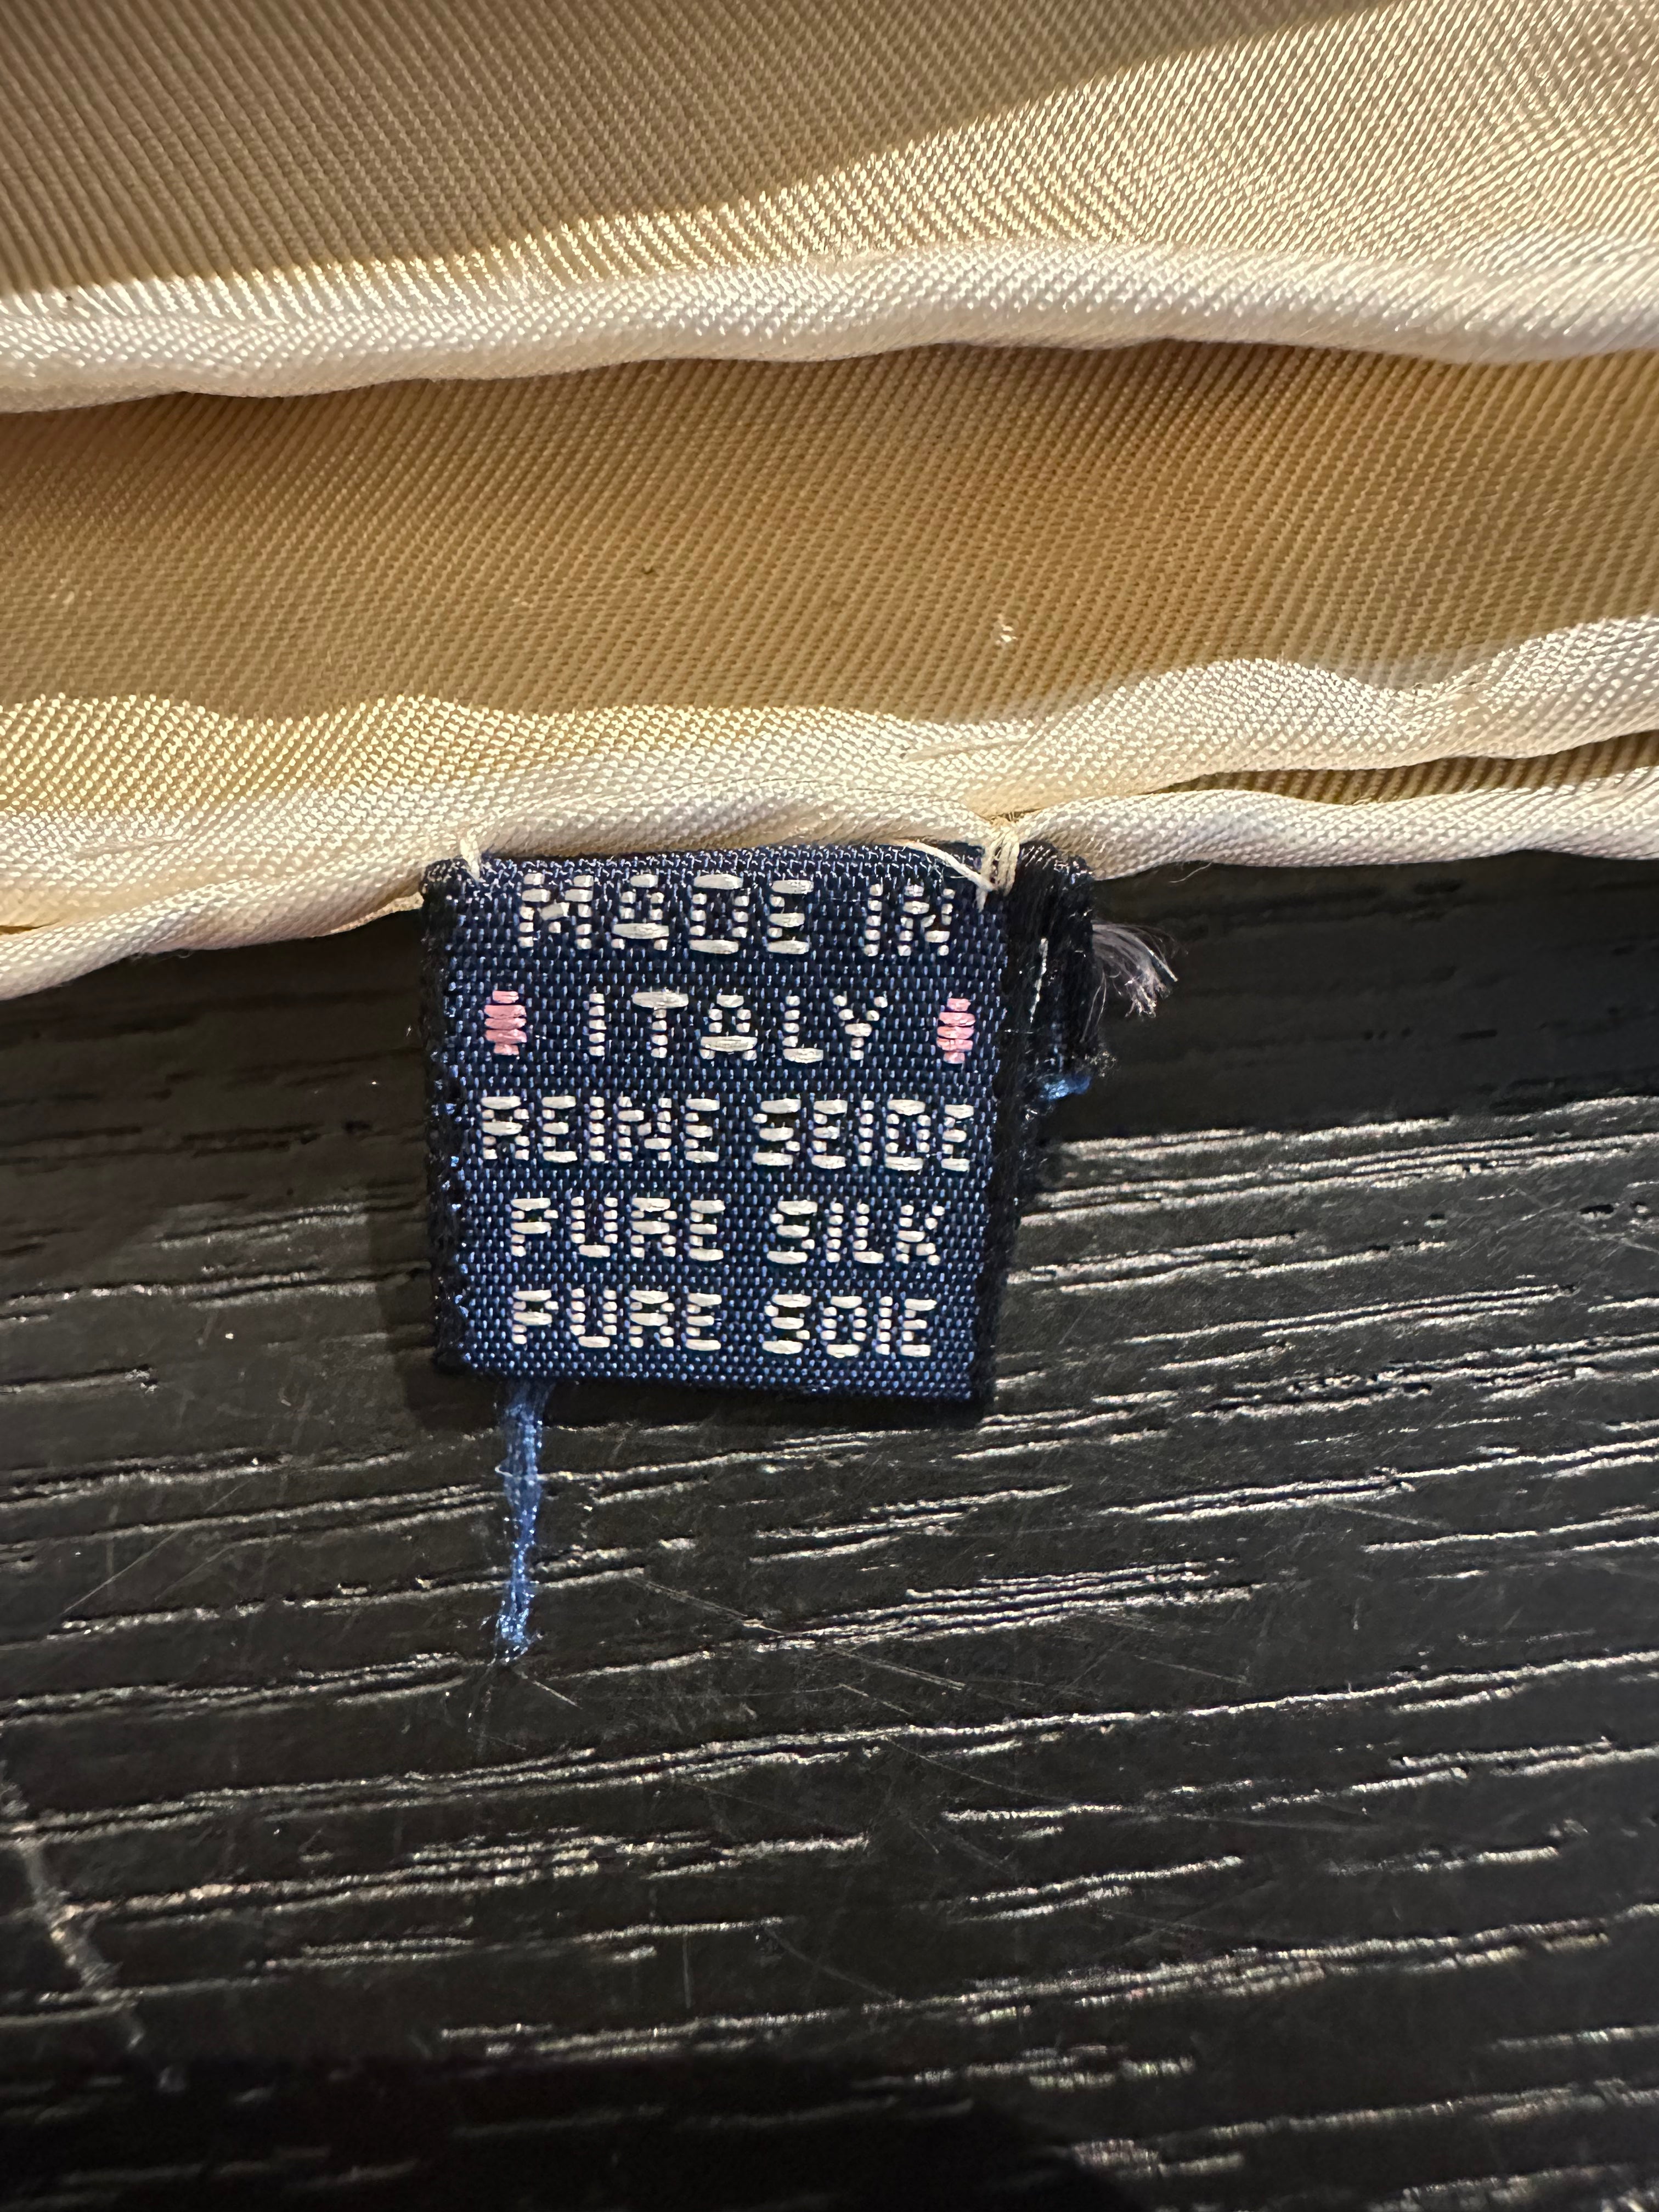 MADE IN
ITALY
REINE SEIDE
PURE SILK
PURE SOIE